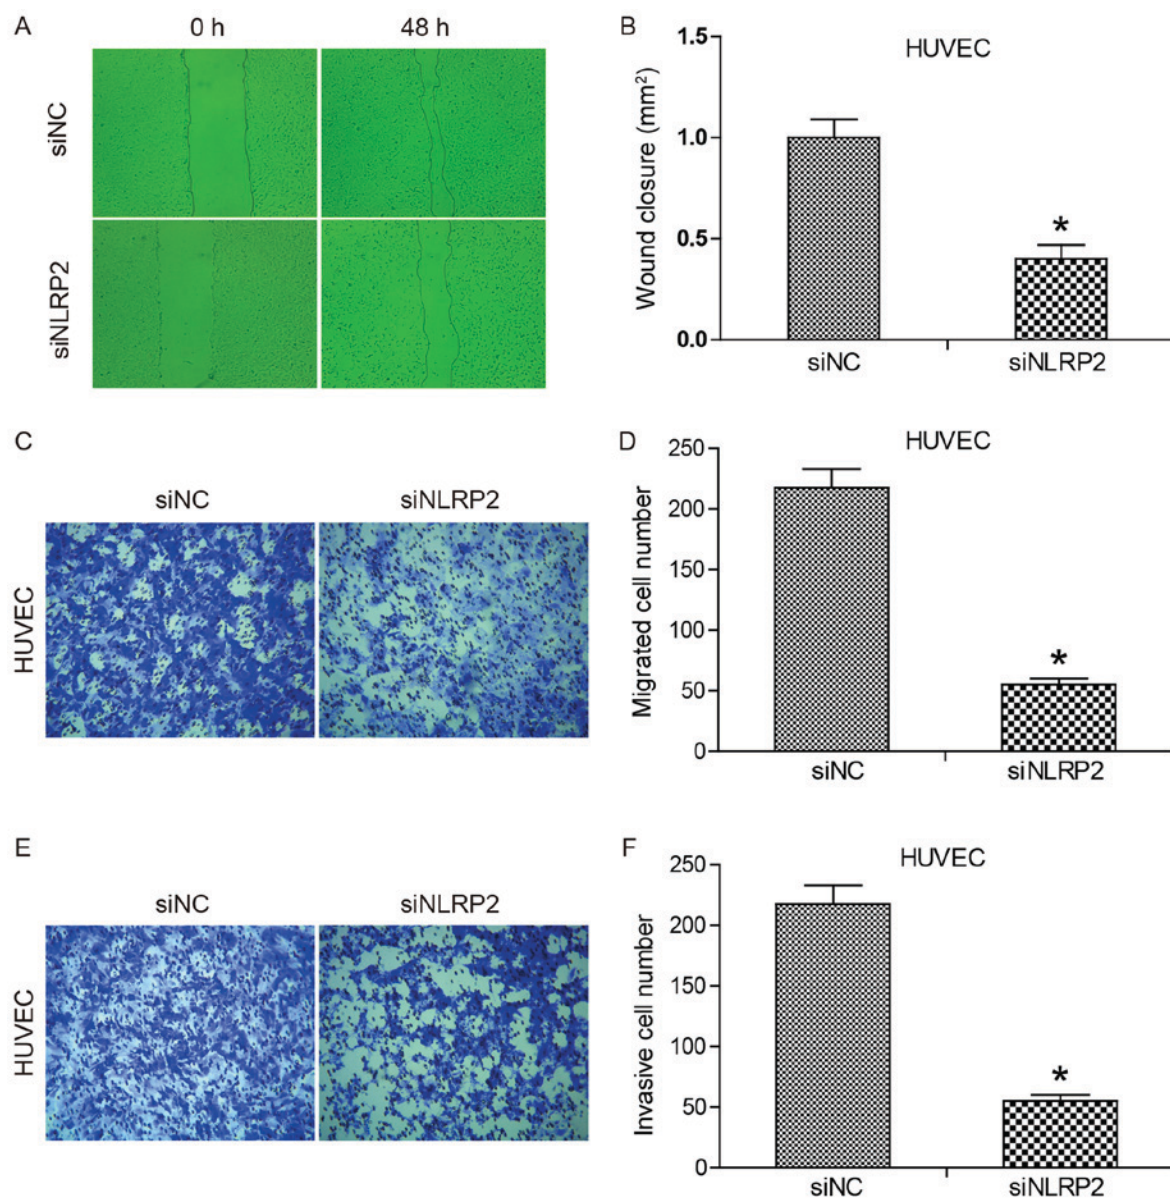 A
0 h
48 h
siNC
siNLRP2
B
HUVEC
Wound closure (mm²)
1.5
1.0
0.5
0.0
*
siNC
siNLRP2
C
siNC
siNLRP2
HUVEC
D
HUVEC
Migrated cell number
250
200
150
100
50
0
*
siNC
siNLRP2
E
siNC
siNLRP2
HUVEC
F
HUVEC
Invasive cell number
250
200
150
100
50
0
*
siNC
siNLRP2